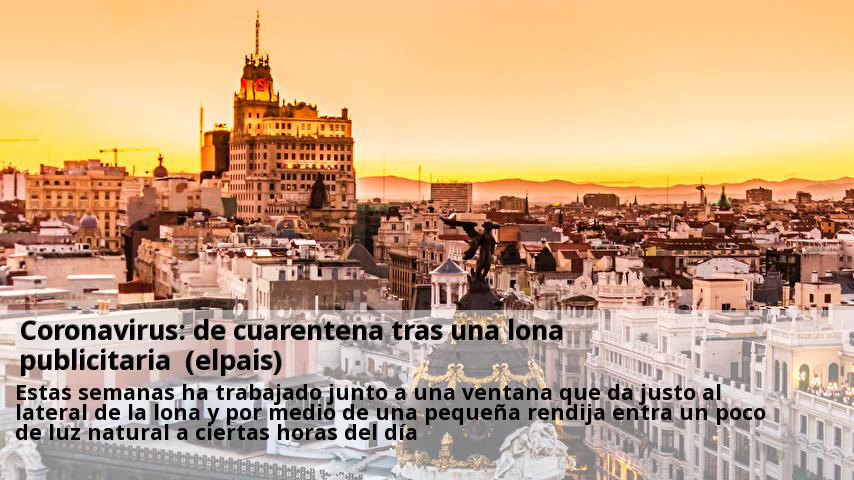 Coronavirus: de cuarentena tras una lona
publicitaria (elpais)
Estas semanas ha trabajado junto a una ventana que da justo al
lateral de la lona y por medio de una pequeña rendija entra un poco
de luz natural a ciertas horas del día